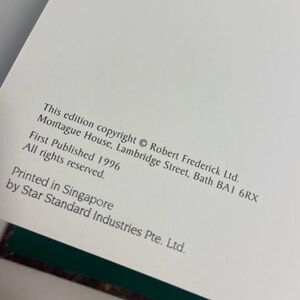 This edition copyright © Robert Frederick Ltd.
Montague House, Lambridge Street, Bath BA1 6RX
First Published 1996
All rights reserved.
Printed in Singapore
by Star Standard Industries Pte. Ltd.